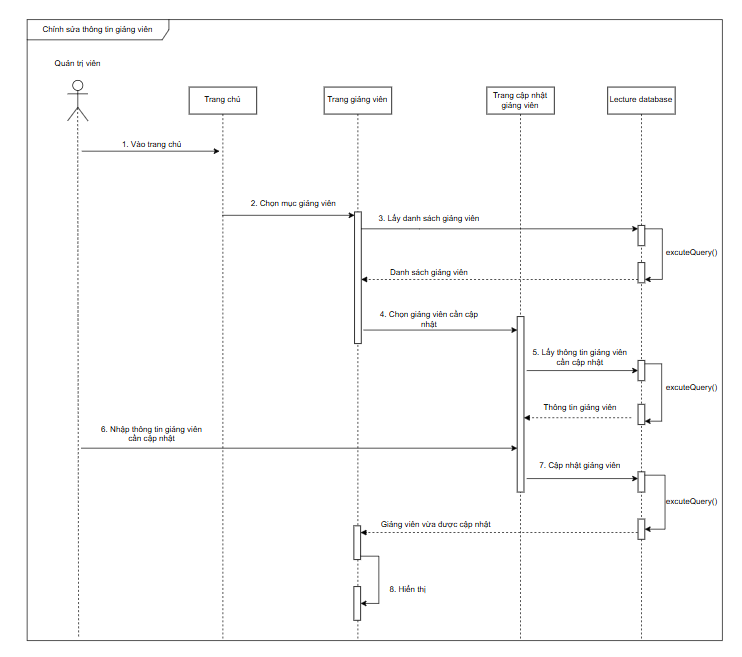 Chỉnh sửa thông tin giảng viên
Quản trị viên
Trang chủ
Trang giảng viên
Trang cập nhật
giảng viên
Lecture database
1. Vào trang chủ
2. Chọn mục giảng viên
3. Lấy danh sách giảng viên
excuteQuery()
Danh sách giảng viên
4. Chọn giảng viên cần cập
nhật
5. Lấy thông tin giảng viên
cần cập nhật
excuteQuery()
Thông tin giảng viên
6. Nhập thông tin giảng viên
cần cập nhật
7. Cập nhật giảng viên
excuteQuery()
Giảng viên vừa được cập nhật
8. Hiển thị